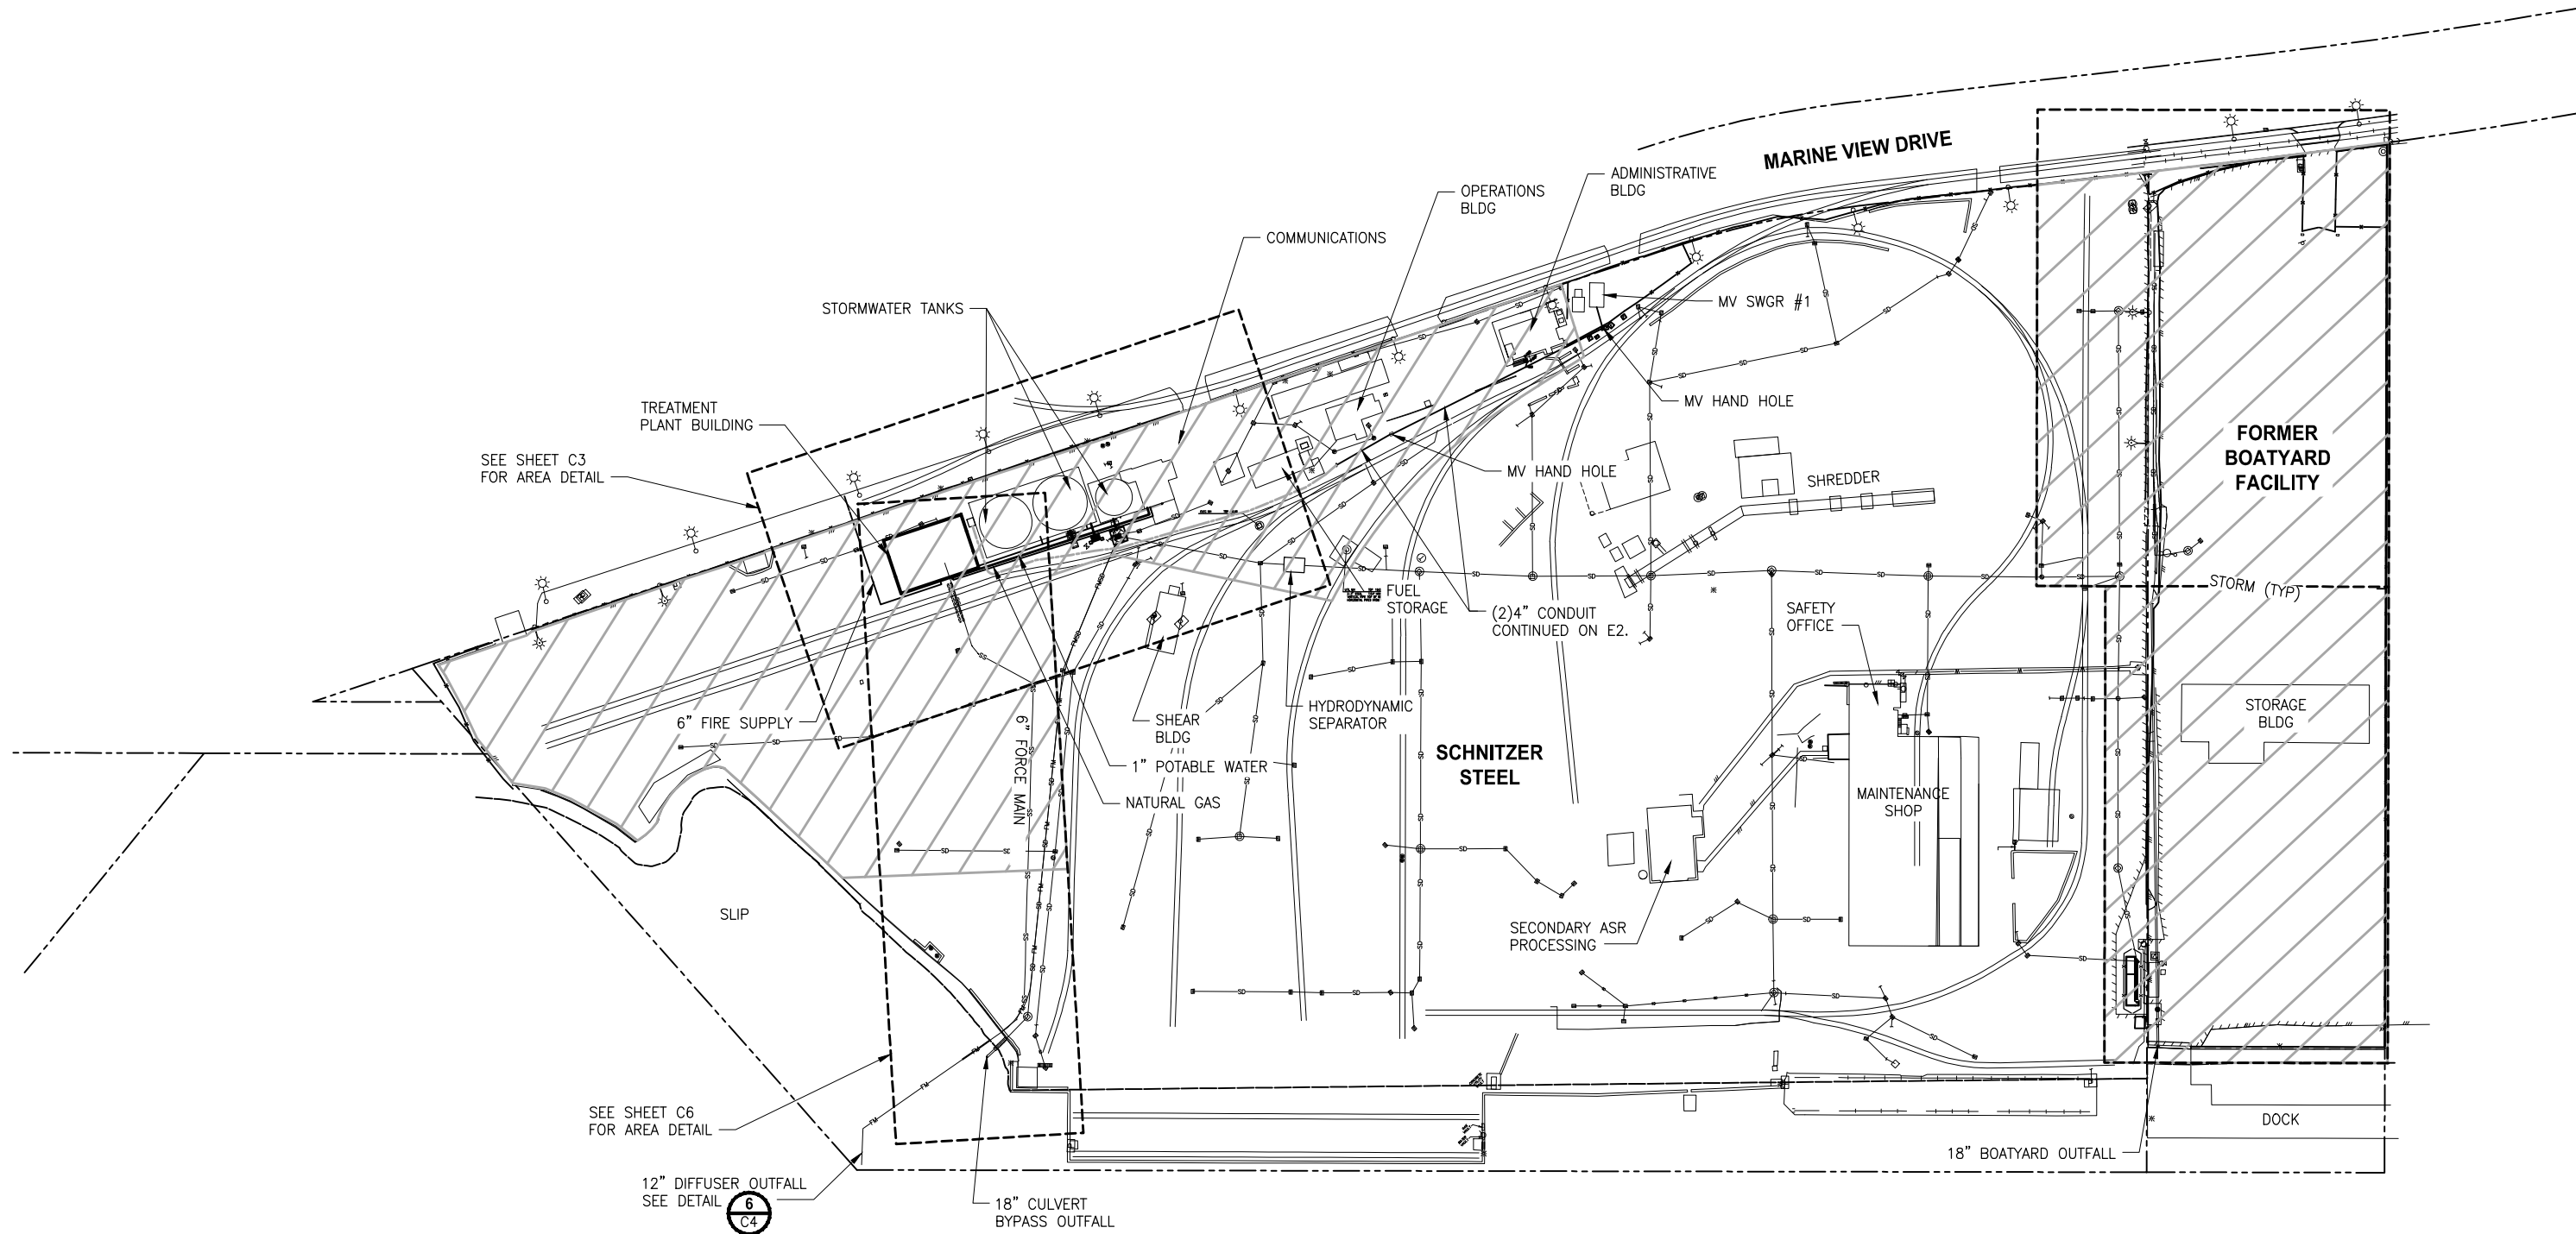 MARINE VIEW DRIVE
ADMINISTRATIVE
BLDG
OPERATIONS
BLDG
COMMUNICATIONS
STORMWATER TANKS
MV SWGR #1
MV HAND HOLE
TREATMENT
PLANT BUILDING
SEE SHEET C3
FOR AREA DETAIL
MV HAND HOLE
SHREDDER
FORMER
BOATYARD
FACILITY
STORM (TYP)
FUEL
STORAGE
(2)4" CONDUIT
CONTINUED ON E2.
SAFETY
OFFICE
6" FIRE SUPPLY
6" FORCE MAIN
SHEAR
BLDG
HYDRODYNAMIC
SEPARATOR
STORAGE
BLDG
1" POTABLE WATER
SCHNITZER
STEEL
NATURAL GAS
MAINTENANCE
SHOP
SLIP
SECONDARY ASR
PROCESSING
SEE SHEET C6
FOR AREA DETAIL
DOCK
18" BOATYARD OUTFALL
12" DIFFUSER OUTFALL
SEE DETAIL
6
C4
18" CULVERT
BYPASS OUTFALL